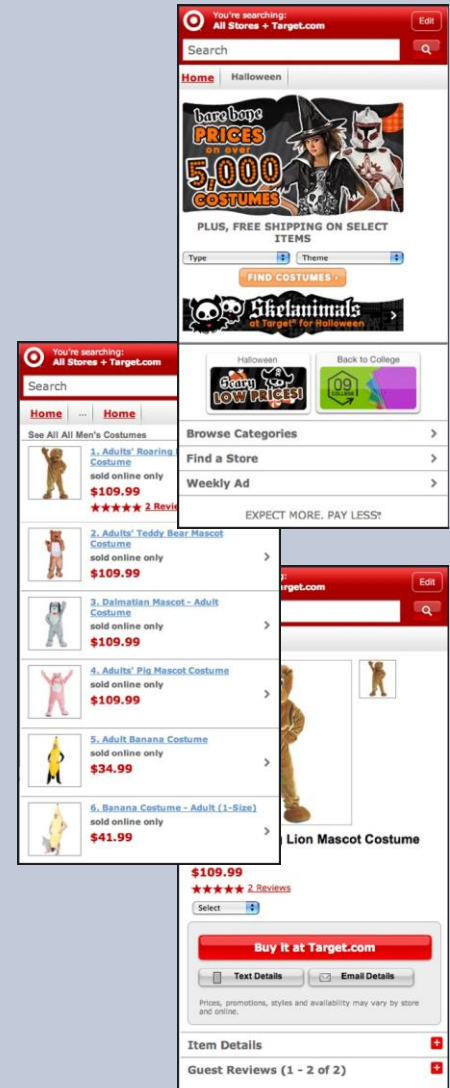 You're searching:
All Stores + Target.com
Edit
Search
Home
Halloween
bare bone
PRICES
on over
5,000
COSTUMES
PLUS, FREE SHIPPING ON SELECT
ITEMS
Type
Theme
FIND COSTUMES ›
Skelanimals
at Target® for Halloween
Halloween
Back to College
Scary
LOW PRICES!
09
COLLEGE
Browse Categories
Find a Store
Weekly Ad
EXPECT MORE. PAY LESS.®
You're searching:
All Stores + Target.com
Search
Home
...
Home
See All All Men's Costumes
1. Adults' Roaring
Costume
sold online only
$109.99
2 Revie
2. Adults' Teddy Bear Mascot
Costume
sold online only
$109.99
3. Dalmatian Mascot - Adult
Costume
sold online only
$109.99
4. Adults' Pig Mascot Costume
sold online only
$109.99
5. Adult Banana Costume
sold online only
$34.99
6. Banana Costume - Adult (1-Size)
sold online only
$41.99
rget.com
Edit
Lion Mascot Costume
$109.99
2 Reviews
Select
Buy it at Target.com
Text Details
Email Details
Prices, promotions, styles and availability may vary by store
and online.
Item Details
Guest Reviews (1 - 2 of 2)